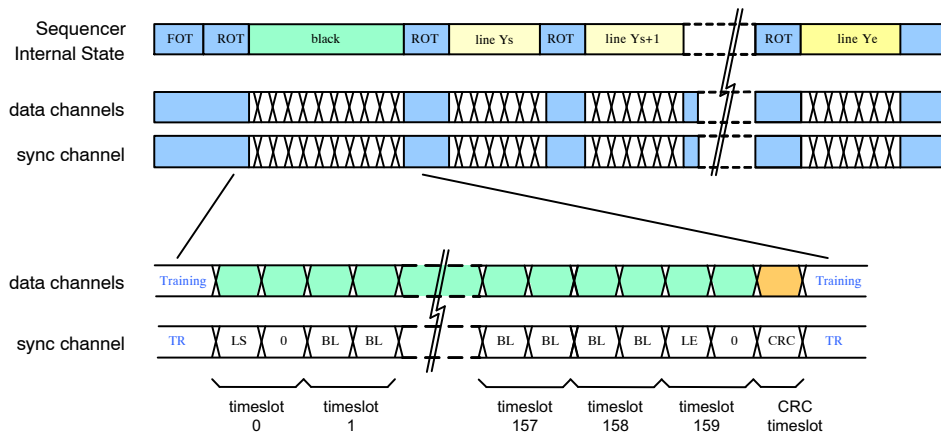 Sequencer
Internal State
FOT ROT black ROT line Ys ROT line Ys+1 ROT line Ye
data channels
sync channel
data channels Training Training
sync channel TR LS 0 BL BL BL BL BL BL LE 0 CRC TR
timeslot timeslot timeslot timeslot timeslot CRC
0 1 157 158 159 timeslot